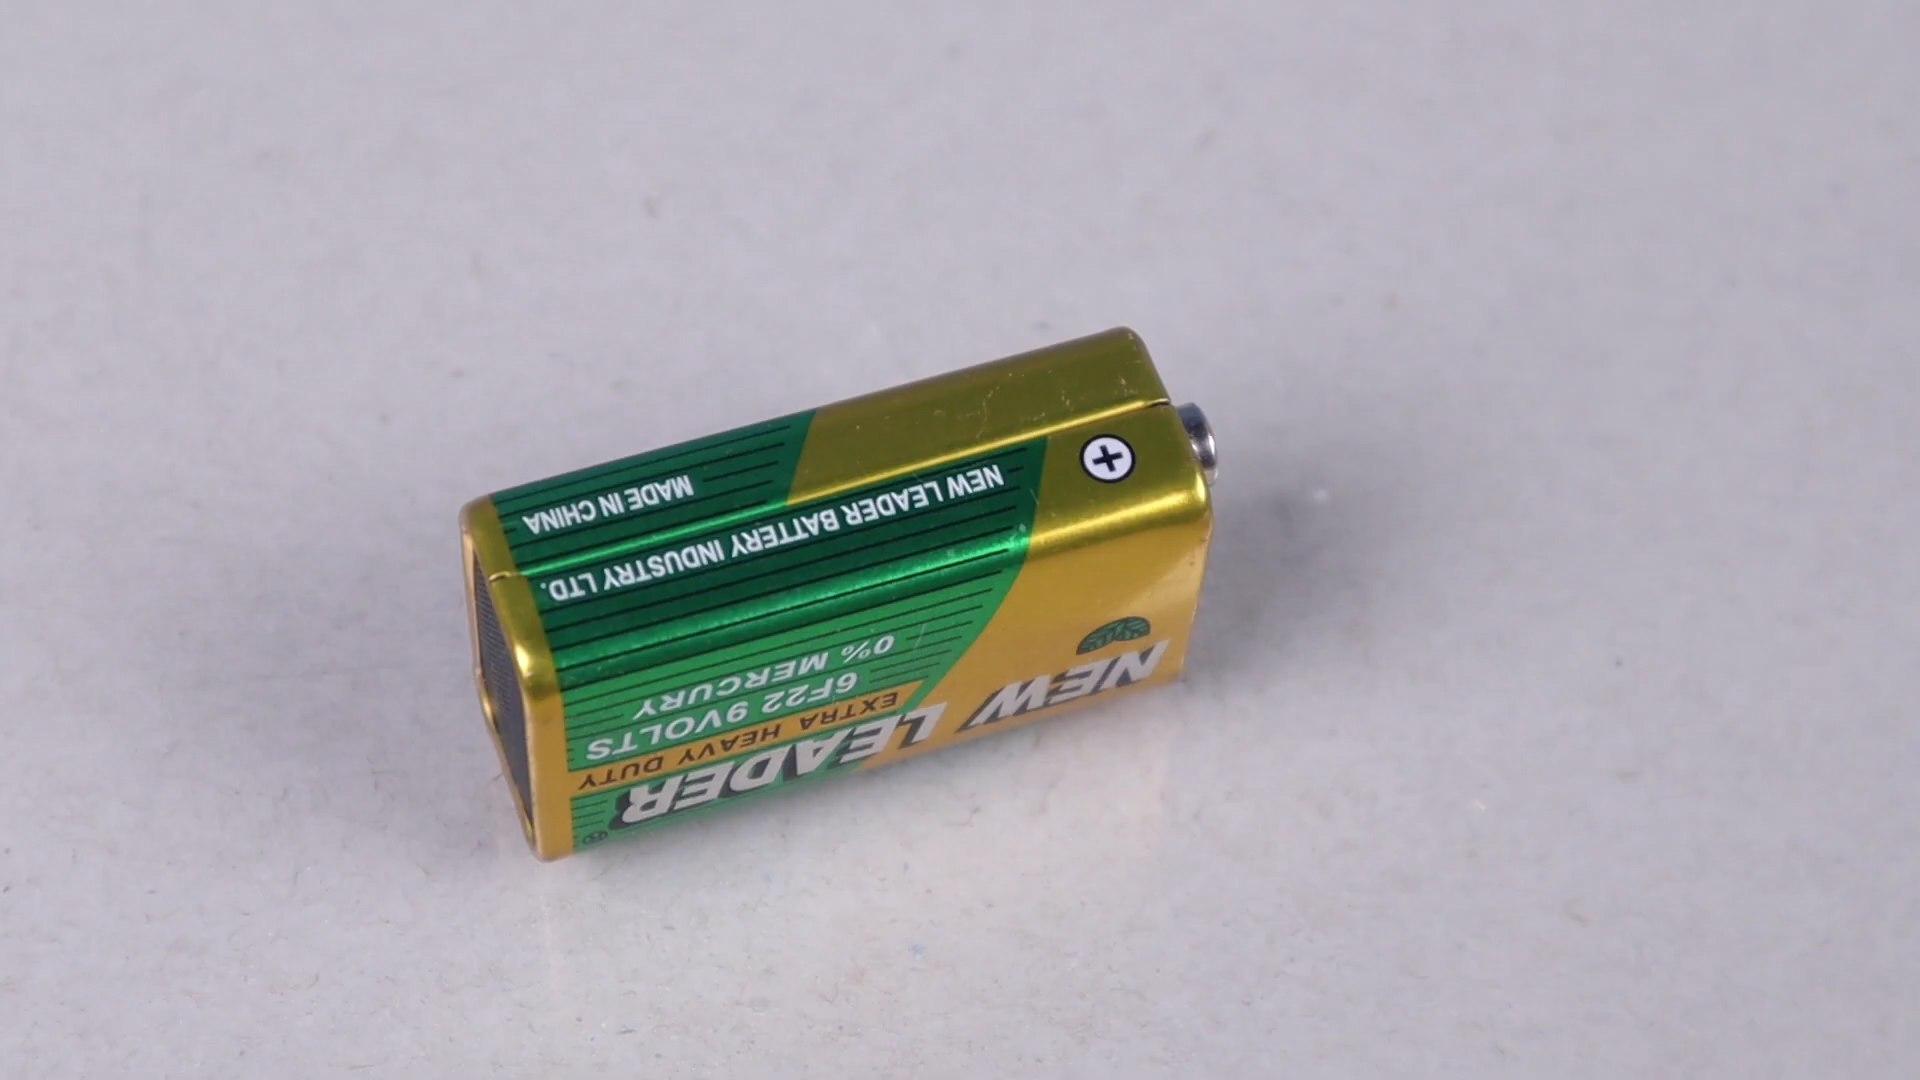 NEW LEADER
EXTRA HEAVY DUTY
6F22 9VOLTS
0% MERCURY
NEW LEADER BATTERY INDUSTRY LTD.
MADE IN CHINA
+
®